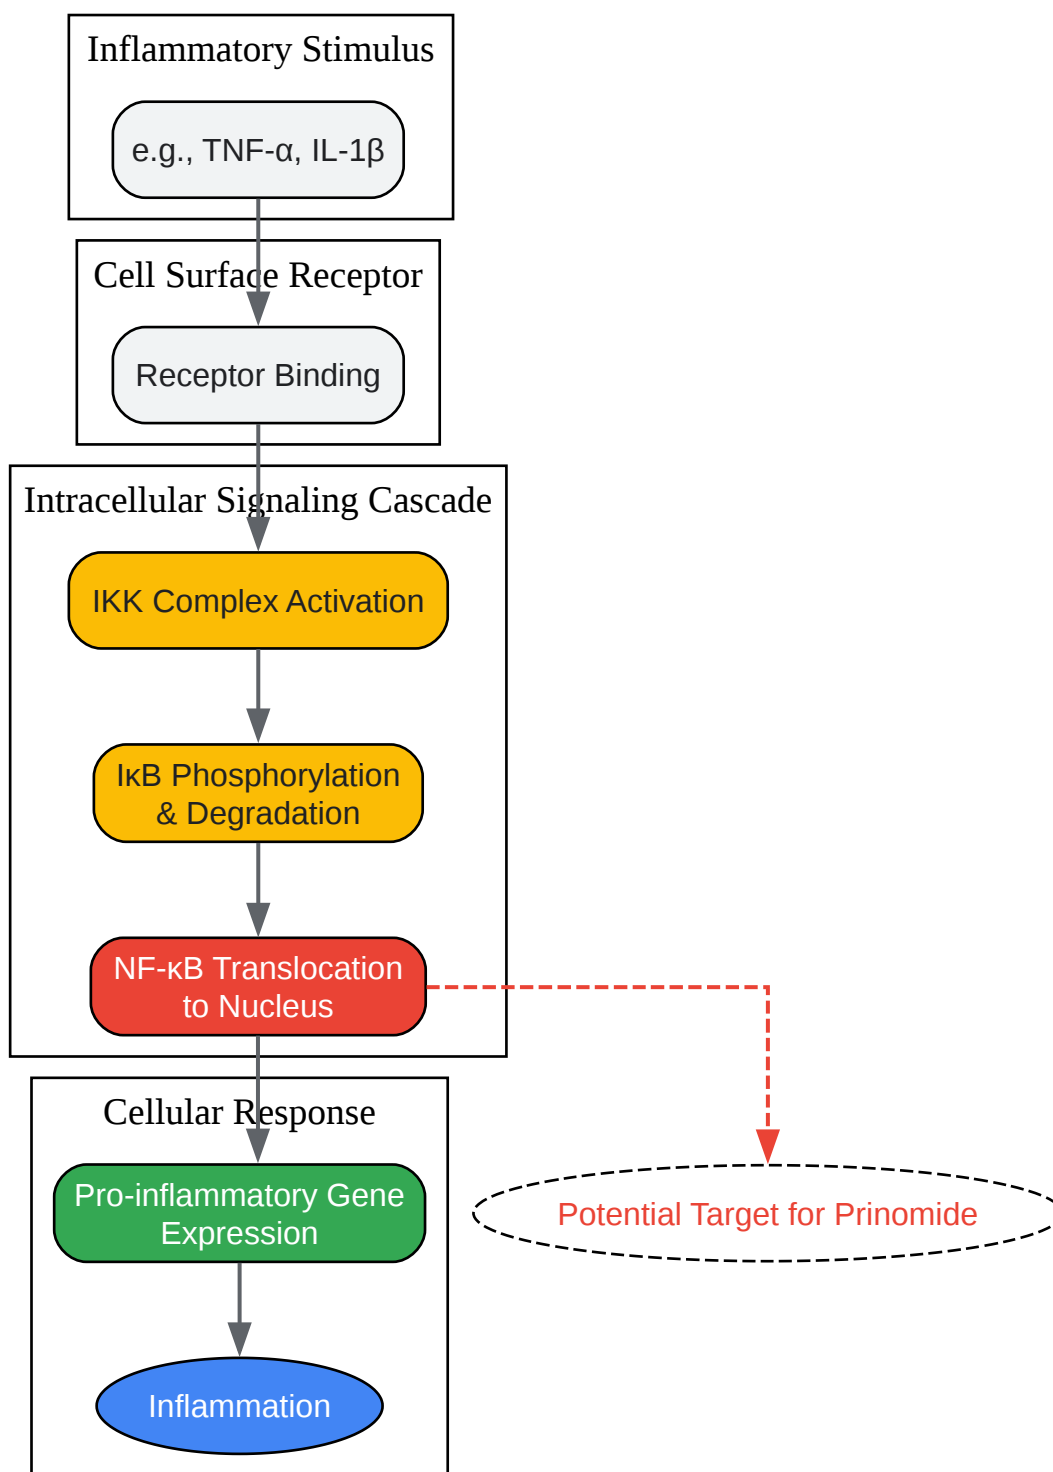 Inflammatory Stimulus
e.g., TNF-α, IL-1β
Cell Surface Receptor
Receptor Binding
Intracellular Signaling Cascade
IKK Complex Activation
IκB Phosphorylation
& Degradation
NF-κB Translocation
to Nucleus
Cellular Response
Pro-inflammatory Gene
Expression
Potential Target for Prinomide
Inflammation